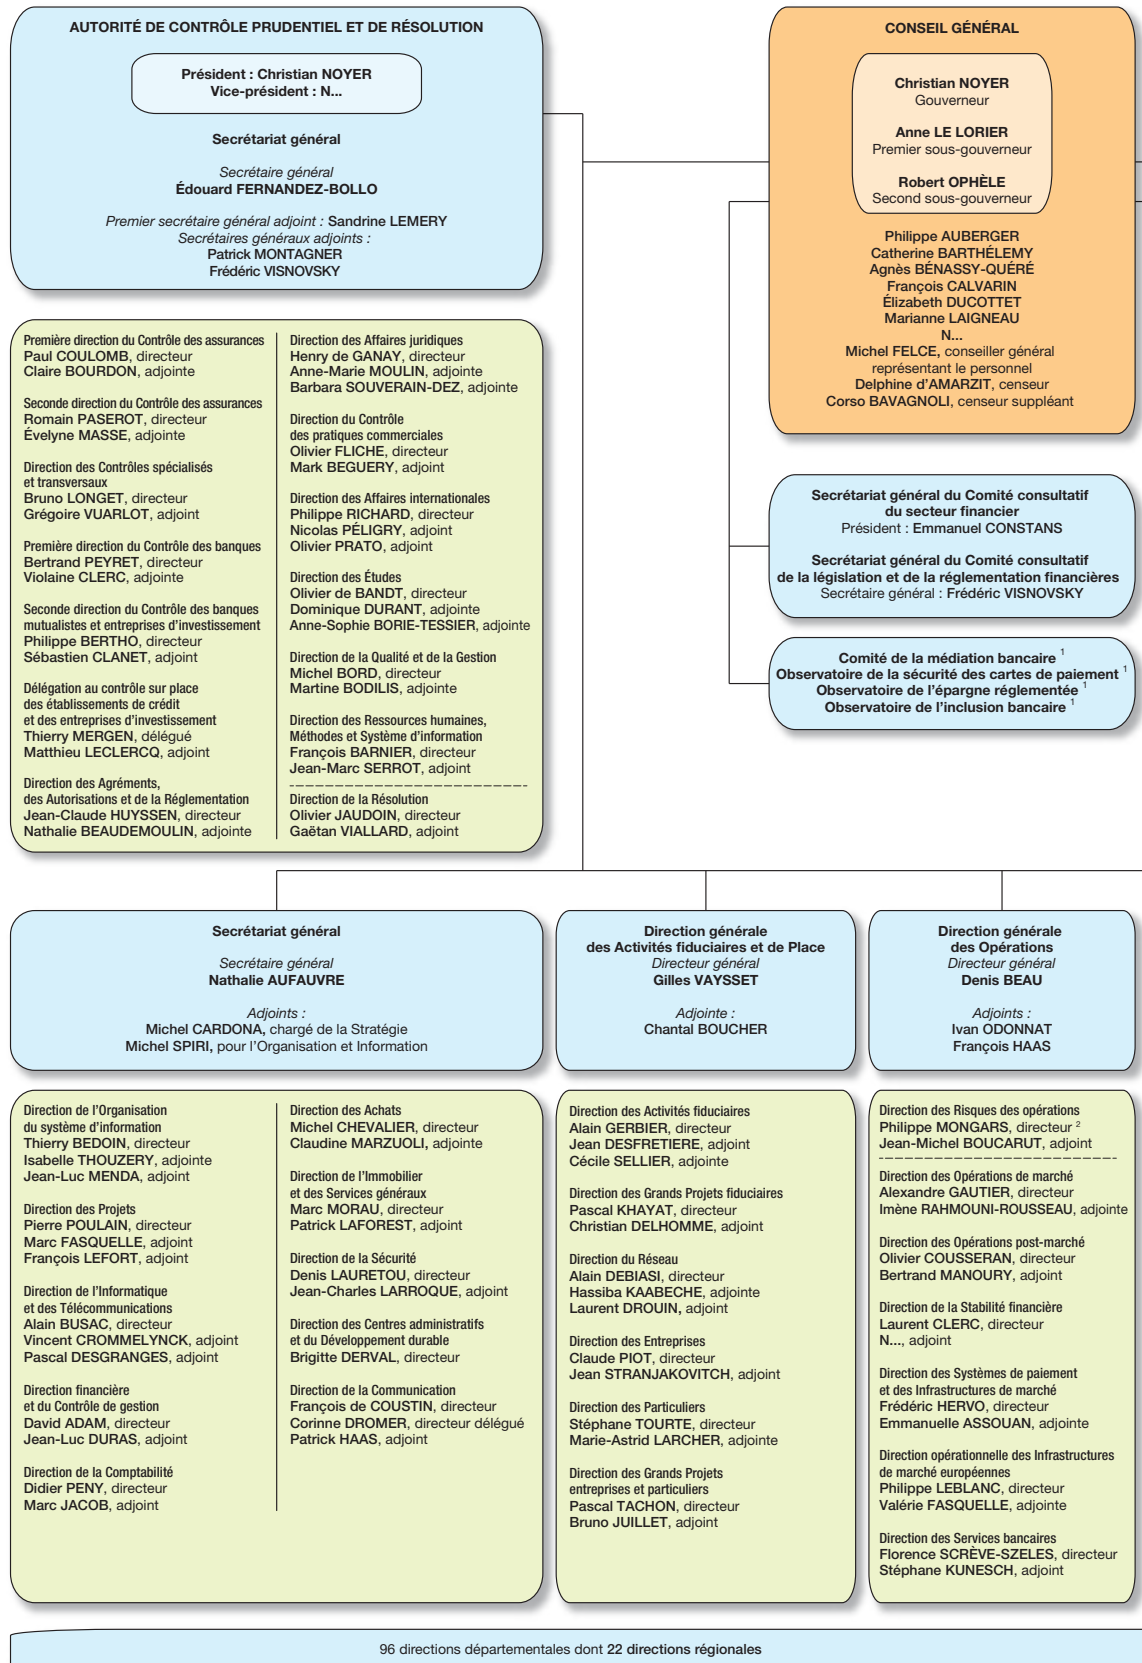 AUTORITÉ DE CONTRÔLE PRUDENTIEL ET DE RÉSOLUTION
Président : Christian NOYER
Vice-président : N...
Secrétariat général
Secrétaire général
Édouard FERNANDEZ-BOLLO
Premier secrétaire général adjoint : Sandrine LEMERY
Secrétaires généraux adjoints :
Patrick MONTAGNER
Frédéric VISNOVSKY
Première direction du Contrôle des assurances
Paul COULOMB, directeur
Claire BOURDON, adjointe
Seconde direction du Contrôle des assurances
Romain PASEROT, directeur
Évelyne MASSE, adjointe
Direction des Contrôles spécialisés
et transversaux
Bruno LONGET, directeur
Grégoire VUARLOT, adjoint
Première direction du Contrôle des banques
Bertrand PEYRET, directeur
Violaine CLERC, adjointe
Seconde direction du Contrôle des banques
mutualistes et entreprises d'investissement
Philippe BERTHO, directeur
Sébastien CLANET, adjoint
Délégation au contrôle sur place
des établissements de crédit
et des entreprises d'investissement
Thierry MERGEN, délégué
Matthieu LECLERCQ, adjoint
Direction des Agréments,
des Autorisations et de la Réglementation
Jean-Claude HUYSSEN, directeur
Nathalie BEAUDEMOULIN, adjointe
Direction des Affaires juridiques
Henry de GANAY, directeur
Anne-Marie MOULIN, adjointe
Barbara SOUVERAIN-DEZ, adjointe
Direction du Contrôle
des pratiques commerciales
Olivier FLICHE, directeur
Mark BEGUERY, adjoint
Direction des Affaires internationales
Philippe RICHARD, directeur
Nicolas PÉLIGRY, adjoint
Olivier PRATO, adjoint
Direction des Études
Olivier de BANDT, directeur
Dominique DURANT, adjointe
Anne-Sophie BORIE-TESSIER, adjointe
Direction de la Qualité et de la Gestion
Michel BORD, directeur
Martine BODILIS, adjointe
Direction des Ressources humaines,
Méthodes et Système d'information
François BARNIER, directeur
Jean-Marc SERROT, adjoint
Direction de la Résolution
Olivier JAUDOIN, directeur
Gaëtan VIALLARD, adjoint
CONSEIL GÉNÉRAL
Christian NOYER
Gouverneur
Anne LE LORIER
Premier sous-gouverneur
Robert OPHÈLE
Second sous-gouverneur
Philippe AUBERGER
Catherine BARTHÉLEMY
Agnès BÉNASSY-QUÉRÉ
François CALVARIN
Élizabeth DUCOTTET
Marianne LAIGNEAU
N...
Michel FELCE, conseiller général
représentant le personnel
Delphine d'AMARZIT, censeur
Corso BAVAGNOLI, censeur suppléant
Secrétariat général du Comité consultatif
du secteur financier
Président : Emmanuel CONSTANS
Secrétariat général du Comité consultatif
de la législation et de la réglementation financières
Secrétaire général : Frédéric VISNOVSKY
Comité de la médiation bancaire 1
Observatoire de la sécurité des cartes de paiement 1
Observatoire de l'épargne réglementée 1
Observatoire de l'inclusion bancaire 1
Secrétariat général
Secrétaire général
Nathalie AUFAUVRE
Adjoints :
Michel CARDONA, chargé de la Stratégie
Michel SPIRI, pour l'Organisation et Information
Direction de l'Organisation
du système d'information
Thierry BEDOIN, directeur
Isabelle THOUZERY, adjointe
Jean-Luc MENDA, adjoint
Direction des Projets
Pierre POULAIN, directeur
Marc FASQUELLE, adjoint
François LEFORT, adjoint
Direction de l'Informatique
et des Télécommunications
Alain BUSAC, directeur
Vincent CROMMELYNCK, adjoint
Pascal DESGRANGES, adjoint
Direction financière
et du Contrôle de gestion
David ADAM, directeur
Jean-Luc DURAS, adjoint
Direction de la Comptabilité
Didier PENY, directeur
Marc JACOB, adjoint
Direction des Achats
Michel CHEVALIER, directeur
Claudine MARZUOLI, adjointe
Direction de l'Immobilier
et des Services généraux
Marc MORAU, directeur
Patrick LAFOREST, adjoint
Direction de la Sécurité
Denis LAURETOU, directeur
Jean-Charles LARROQUE, adjoint
Direction des Centres administratifs
et du Développement durable
Brigitte DERVAL, directeur
Direction de la Communication
François de COUSTIN, directeur
Corinne DROMER, directeur délégué
Patrick HAAS, adjoint
Direction générale
des Activités fiduciaires et de Place
Directeur général
Gilles VAYSSET
Adjointe :
Chantal BOUCHER
Direction des Activités fiduciaires
Alain GERBIER, directeur
Jean DESFRETIERE, adjoint
Cécile SELLIER, adjointe
Direction des Grands Projets fiduciaires
Pascal KHAYAT, directeur
Christian DELHOMME, adjoint
Direction du Réseau
Alain DEBIASI, directeur
Hassiba KAABECHE, adjointe
Laurent DROUIN, adjoint
Direction des Entreprises
Claude PIOT, directeur
Jean STRANJAKOVITCH, adjoint
Direction des Particuliers
Stéphane TOURTE, directeur
Marie-Astrid LARCHER, adjointe
Direction des Grands Projets
entreprises et particuliers
Pascal TACHON, directeur
Bruno JUILLET, adjoint
Direction générale
des Opérations
Directeur général
Denis BEAU
Adjoints :
Ivan ODONNAT
François HAAS
Direction des Risques des opérations
Philippe MONGARS, directeur 2
Jean-Michel BOUCARUT, adjoint
Direction des Opérations de marché
Alexandre GAUTIER, directeur
Imène RAHMOUNI-ROUSSEAU, adjointe
Direction des Opérations post-marché
Olivier COUSSERAN, directeur
Bertrand MANOURY, adjoint
Direction de la Stabilité financière
Laurent CLERC, directeur
N..., adjoint
Direction des Systèmes de paiement
et des Infrastructures de marché
Frédéric HERVO, directeur
Emmanuelle ASSOUAN, adjointe
Direction opérationnelle des Infrastructures
de marché européennes
Philippe LEBLANC, directeur
Valérie FASQUELLE, adjointe
Direction des Services bancaires
Florence SCRÈVE-SZELES, directeur
Stéphane KUNESCH, adjoint
96 directions départementales dont 22 directions régionales